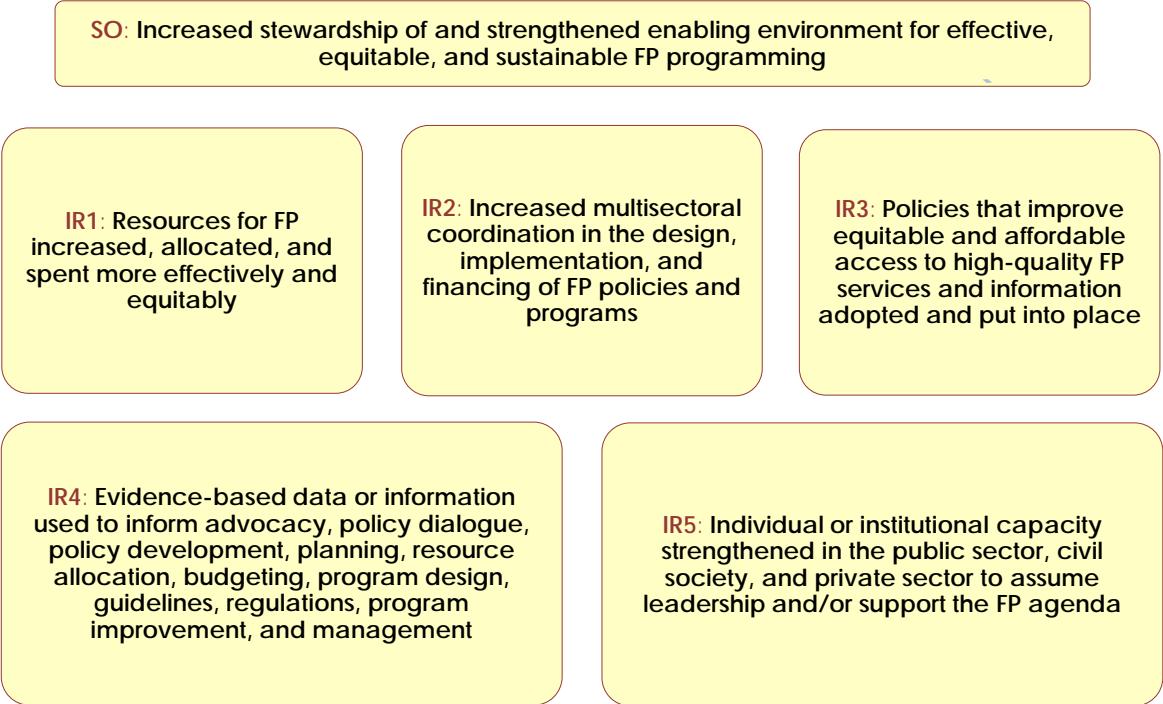 SO: Increased stewardship of and strengthened enabling environment for effective,
equitable, and sustainable FP programming
IR1: Resources for FP
increased, allocated, and
spent more effectively and
equitably
IR2: Increased multisectoral
coordination in the design,
implementation, and
financing of FP policies and
programs
IR3: Policies that improve
equitable and affordable
access to high-quality FP
services and information
adopted and put into place
IR4: Evidence-based data or information
used to inform advocacy, policy dialogue,
policy development, planning, resource
allocation, budgeting, program design,
guidelines, regulations, program
improvement, and management
IR5: Individual or institutional capacity
strengthened in the public sector, civil
society, and private sector to assume
leadership and/or support the FP agenda